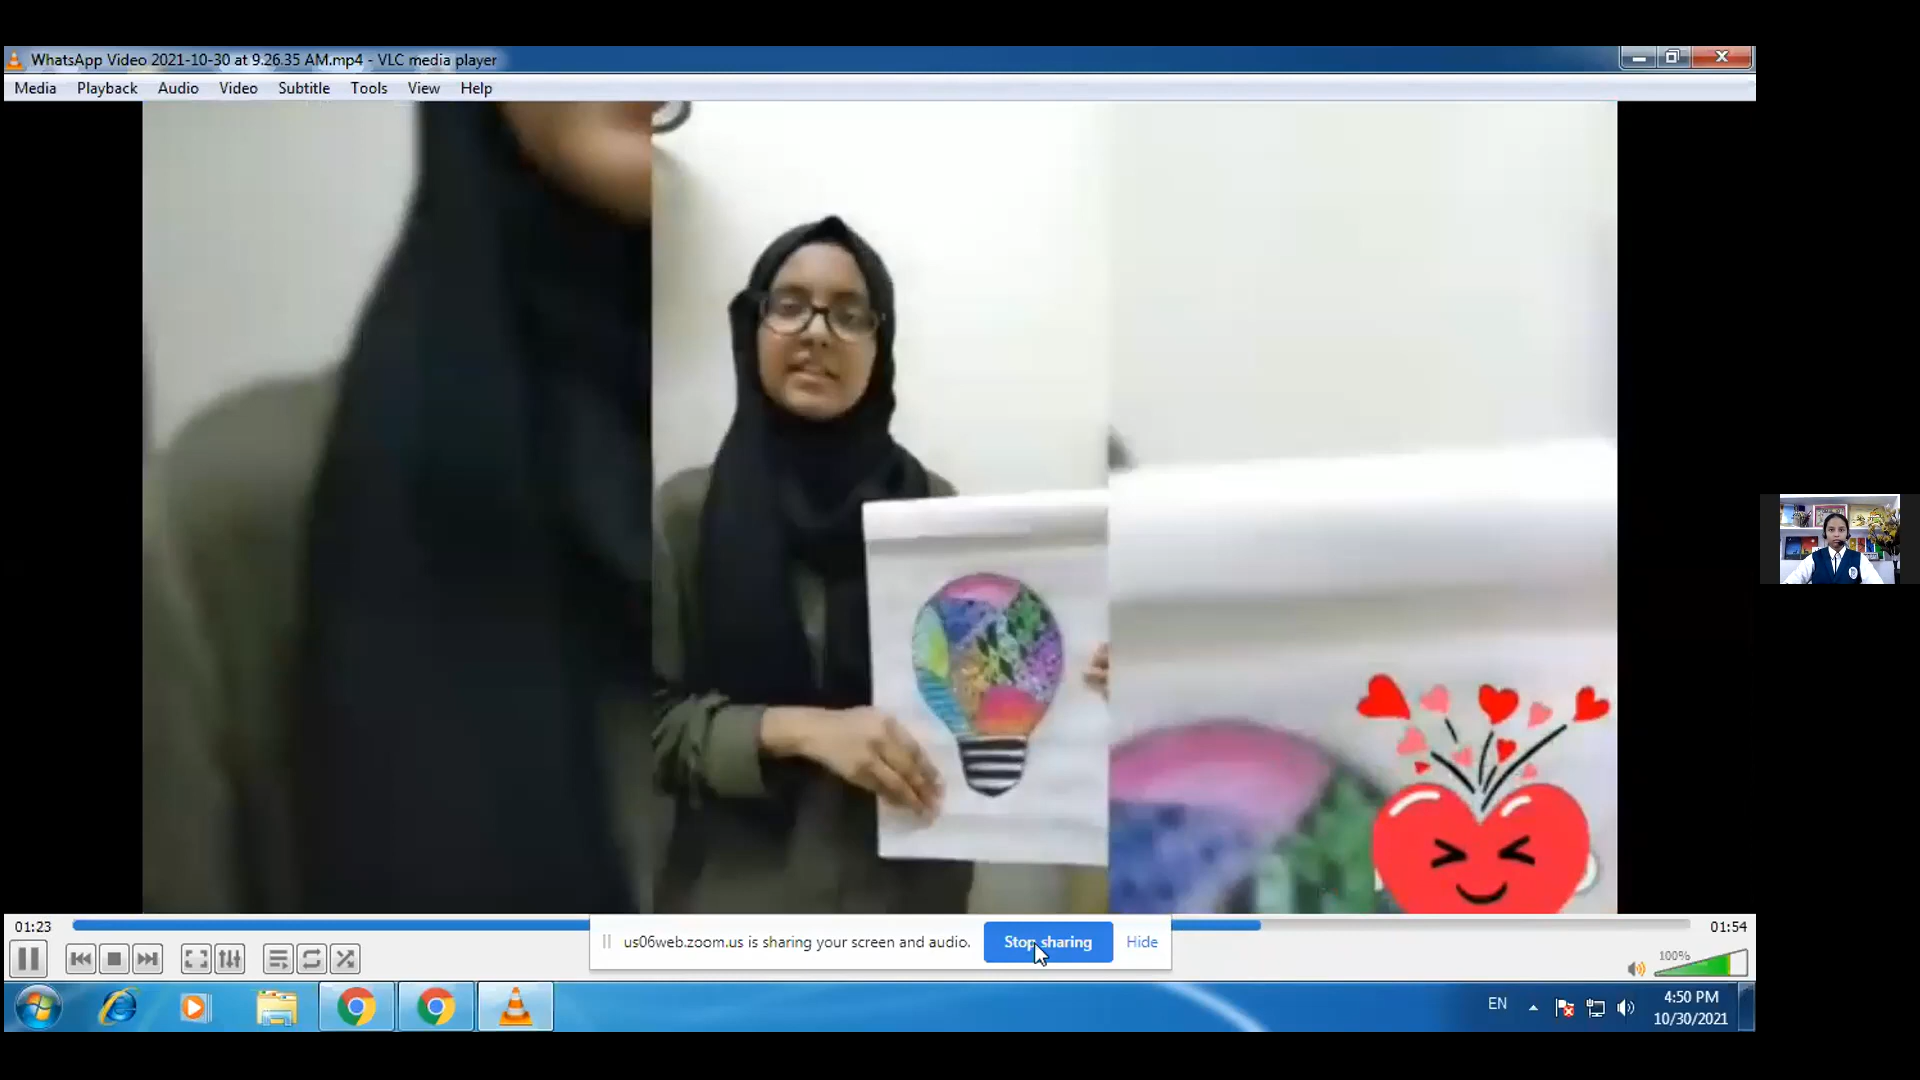 WhatsApp Video 2021-10-30 at 9.26.35 AM.mp4 - VLC media player
Media Playback Audio Video Subtitle Tools View Help
01:23
01:54
us06web.zoom.us is sharing your screen and audio.
Stop sharing
Hide
100%
EN
4:50 PM
10/30/2021